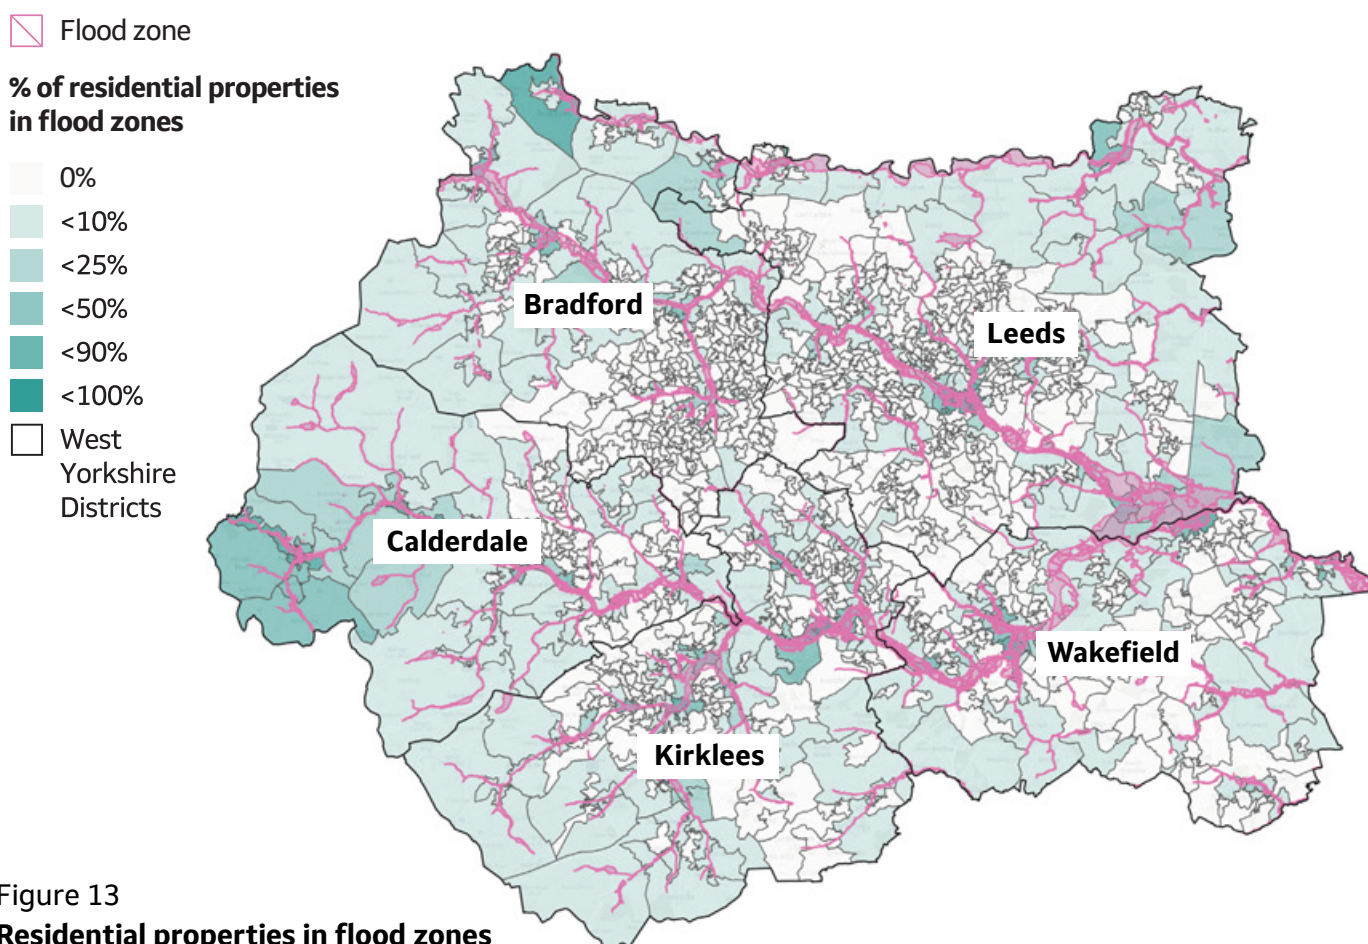 Flood zone
% of residential properties
in flood zones
0%
<10%
<25%
<50%
<90%
<100%
West
Yorkshire
Districts
Bradford
Leeds
Calderdale
Wakefield
Kirklees
Figure 13
Residential properties in flood zones